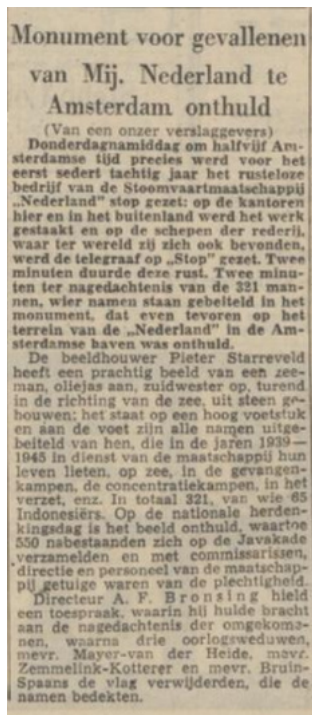 Monument voor gevallenen
van Mij. Nederland te
Amsterdam onthuld
(Van een onzer verslaggevers)
Donderdagnamiddag om halfvijf Am-
sterdamse tijd precies werd voor het
eerst sedert tachtig jaar het rusteloze
bedrijf van de Stoomvaartmaatschappij
„Nederland” stop gezet: op de kantoren
hier en in het buitenland werd het werk
gestaakt en op de schepen der rederij,
waar ter wereld zij zich ook bevonden,
werd de telegraaf op „Stop” gezet. Twee
minuten duurde deze rust. Twee minu-
ten ter nagedachtenis van de 321 man-
nen, wier namen staan gebeiteld in het
monument, dat even tevoren op het
terrein van de „Nederland” in de Am-
sterdamse haven was onthuld.
De beeldhouwer Pieter Starreveld
heeft een prachtig beeld van een zee-
man, oliejas aan, zuidwester op, turend
in de richting van de zee, uit steen ge-
houwen; het staat op een hoog voetstuk
en aan de voet zijn alle namen uitge-
beiteld van hen, die in de jaren 1939—
1945 in dienst van de maatschappij hun
leven lieten, op zee, in de gevangen-
kampen, de concentratiekampen, in het
verzet, enz. In totaal 321, van wie 65
Indonesiërs. Op de nationale herden-
kingsdag is het beeld onthuld, waartoe
550 nabestaanden zich op de Javakade
verzamelden en met commissarissen,
directie en personeel van de maatschap-
pij getuige waren van de plechtigheid.
Directeur A. F. Bronsing hield
een toespraak, waarin hij hulde bracht
aan de nagedachtenis der omgekome-
nen, waarna drie oorlogsweduwen,
mevr. Mayer-van der Heide, mevr.
Zemmelink-Kotterer en mevr. Bruin-
Spaans de vlag verwijderden, die de
namen bedekten.